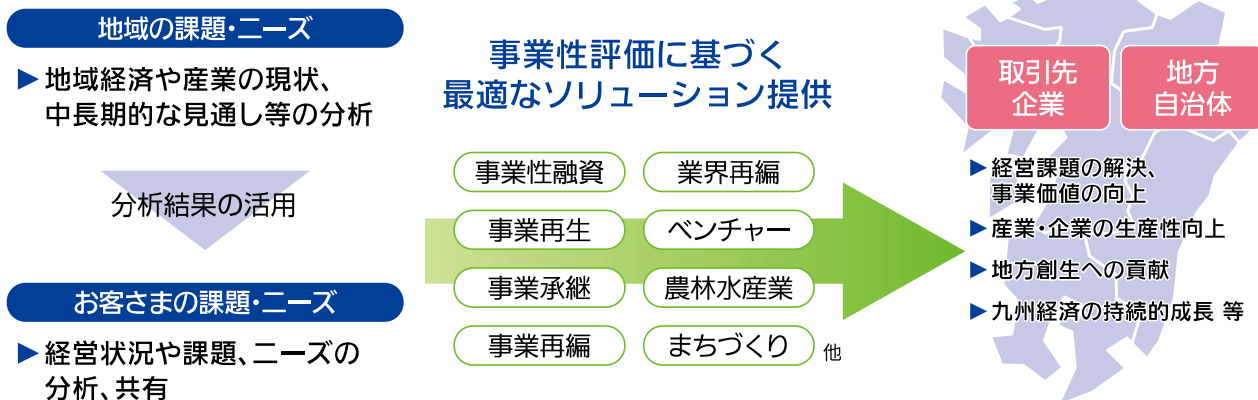 地域の課題・ニーズ
▶地域経済や産業の現状、
中長期的な見通し等の分析
分析結果の活用
お客さまの課題・ニーズ
▶経営状況や課題、ニーズの
分析、共有
事業性評価に基づく
最適なソリューション提供
事業性融資
業界再編
事業再生
ベンチャー
事業承継
農林水産業
事業再編
まちづくり
他
取引先
企業
地方
自治体
▶経営課題の解決、
事業価値の向上
▶産業・企業の生産性向上
▶地方創生への貢献
▶九州経済の持続的成長 等